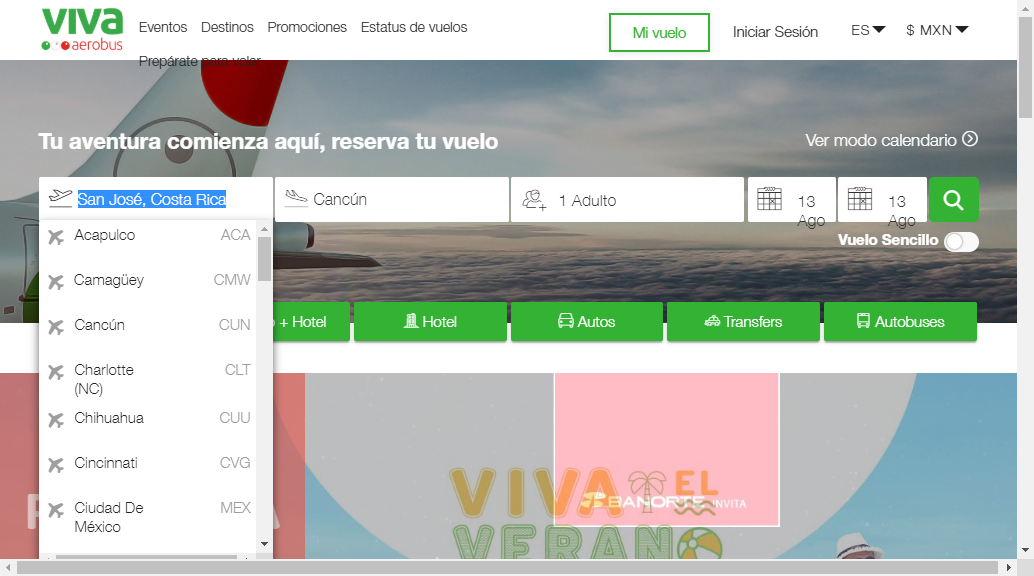 viva
aerobus
Eventos Destinos Promociones Estatus de vuelos
Prepárate para volar
Mi vuelo
Iniciar Sesión
ES
$ MXN
Tu aventura comienza aquí, reserva tu vuelo
Ver modo calendario
San José, Costa Rica
Cancún
1 Adulto
13
Ago
13
Ago
Vuelo Sencillo
Acapulco ACA
Camagüey CMW
Cancún CUN
Charlotte CLT
(NC)
Chihuahua CUU
Cincinnati CVG
Ciudad De MEX
México
+ Hotel
Hotel
Autos
Transfers
Autobuses
VIVA EL
VERANO
BANORTE INVITA